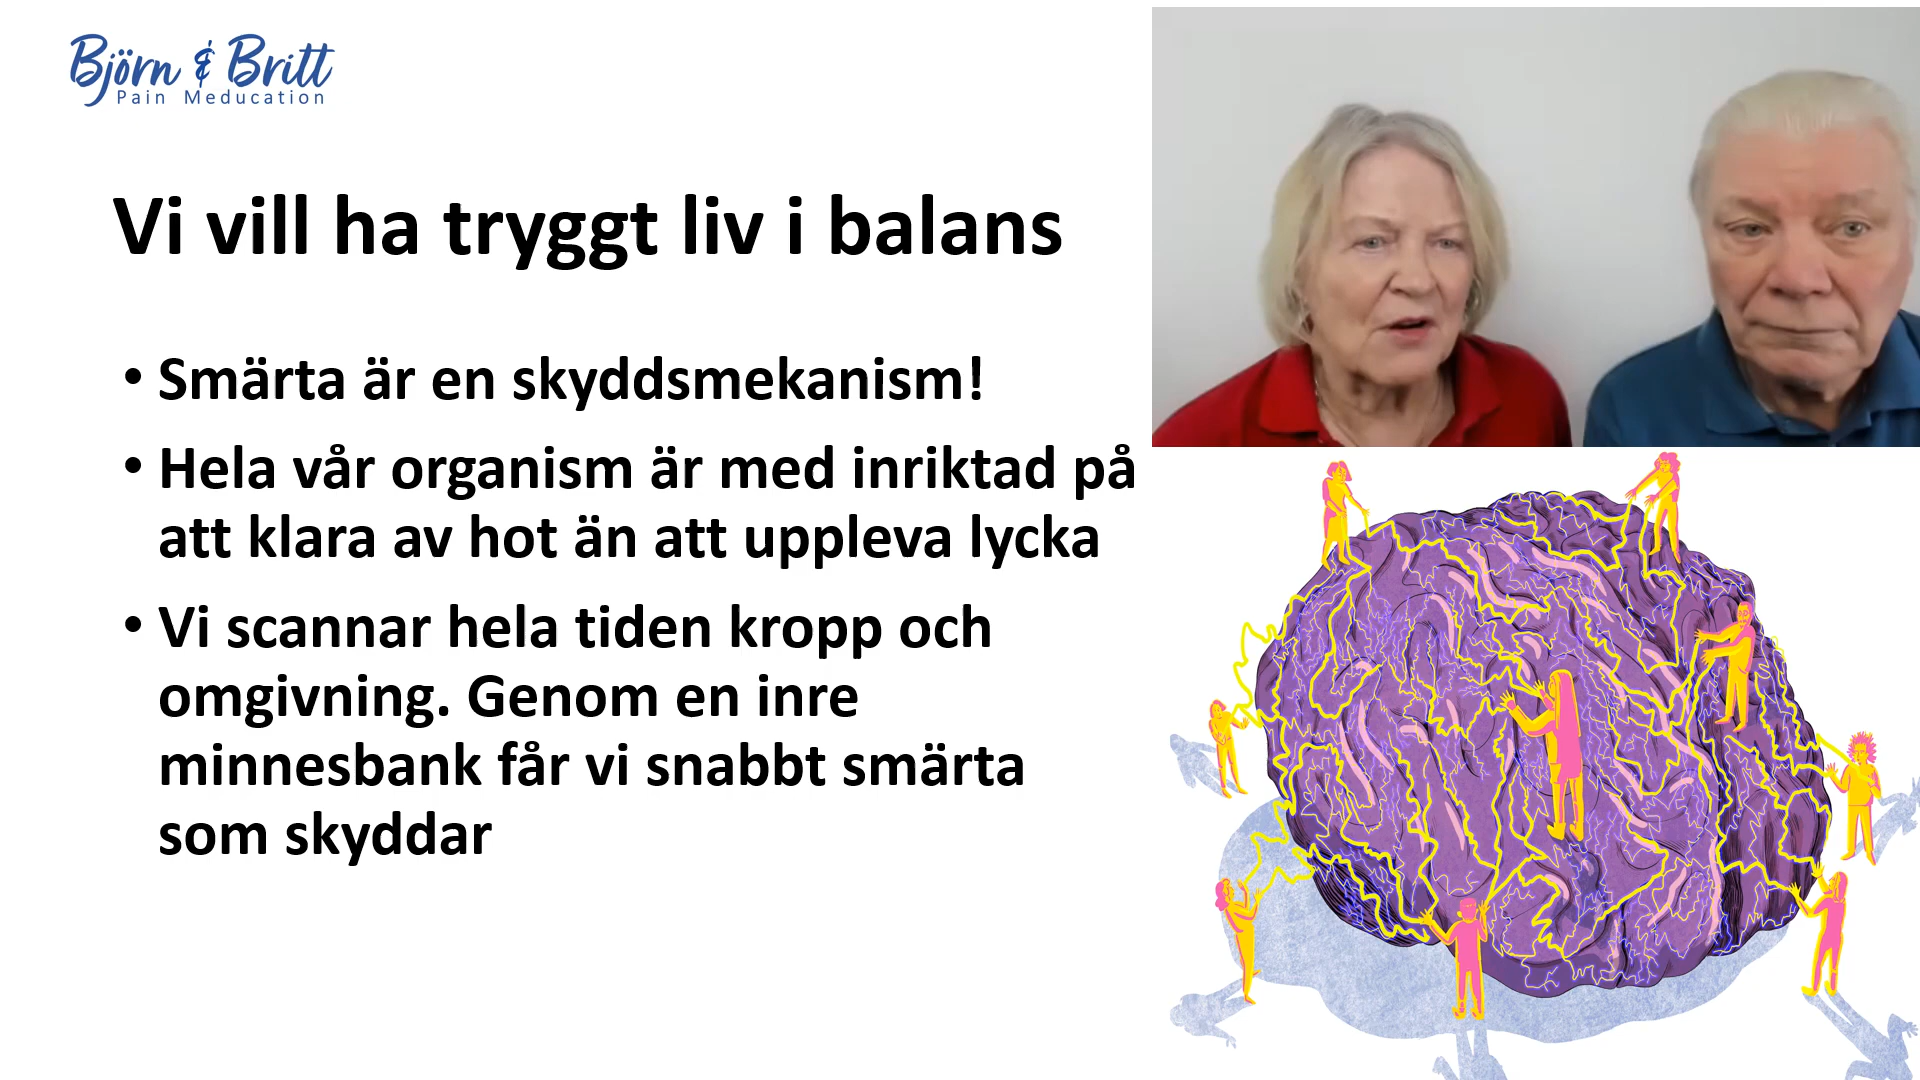 Björn & Britt
Pain Meducation
Vi vill ha tryggt liv i balans
• Smärta är en skyddsmekanism!
• Hela vår organism är med inriktad på
att klara av hot än att uppleva lycka
• Vi scannar hela tiden kropp och
omgivning. Genom en inre
minnesbank får vi snabbt smärta
som skyddar